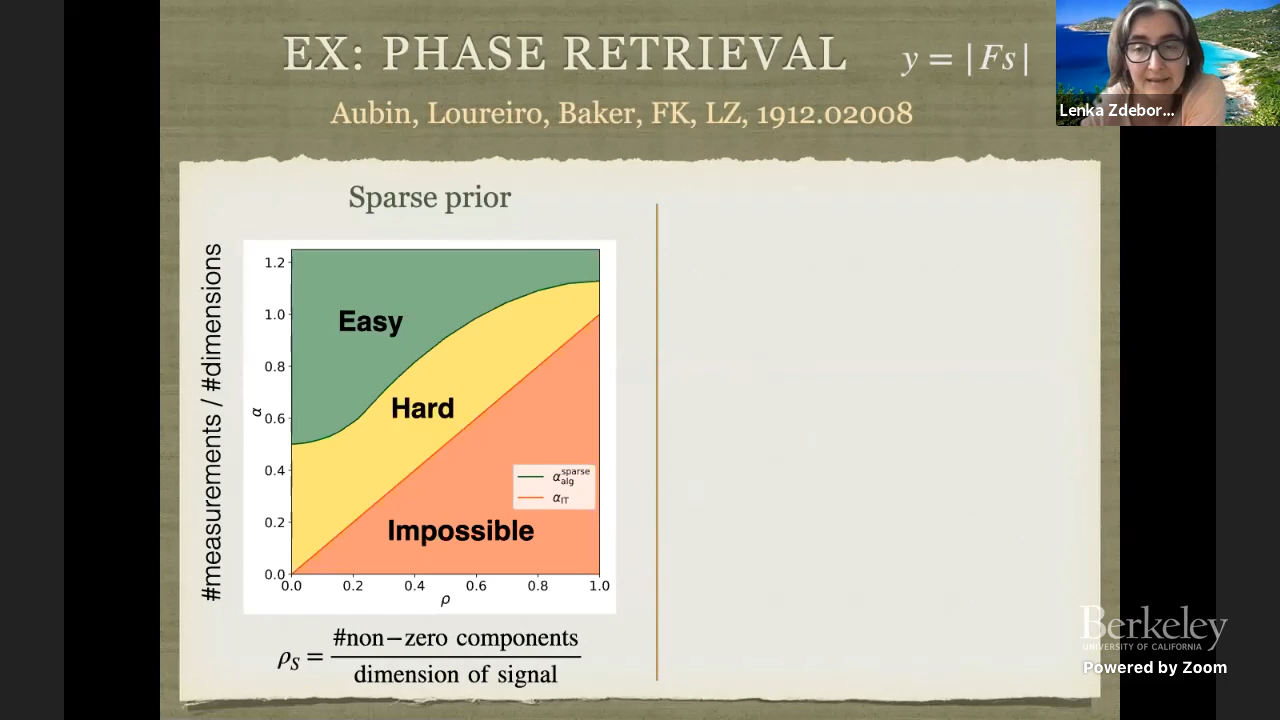 EX: PHASE RETRIEVAL y = |Fs|
Aubin, Loureiro, Baker, FK, LZ, 1912.02008
Lenka Zdebor...
Sparse prior
#measurements / #dimensions
α
1.2
1.0
0.8
0.6
0.4
0.2
0.0
Easy
Hard
Impossible
α_alg^sparse
α_IT
0.0 0.2 0.4 0.6 0.8 1.0
ρ
ρ_S = #non−zero components / dimension of signal
Berkeley
UNIVERSITY OF CALIFORNIA
Powered by Zoom